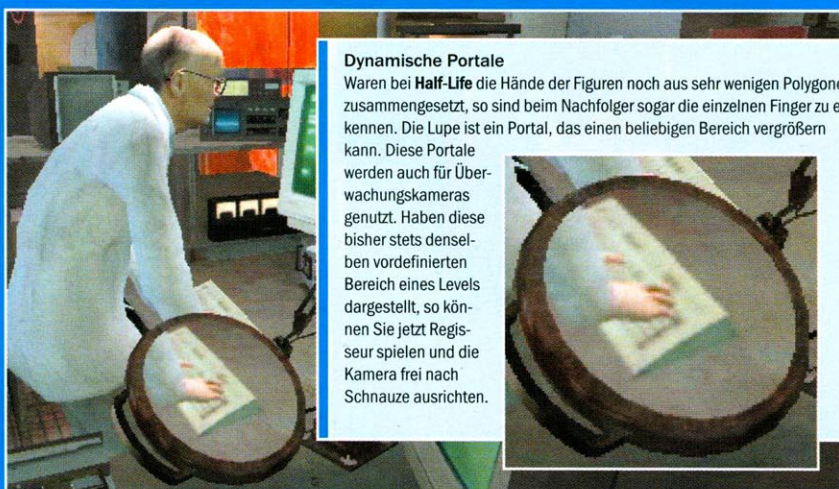 Dynamische Portale
Waren bei Half-Life die Hände der Figuren noch aus sehr wenigen Polygone
zusammengesetzt, so sind beim Nachfolger sogar die einzelnen Finger zu e
kennen. Die Lupe ist ein Portal, das einen beliebigen Bereich vergrößern
kann. Diese Portale
werden auch für Über-
wachungskameras
genutzt. Haben diese
bisher stets densel-
ben vordefinierten
Bereich eines Levels
dargestellt, so kön-
nen Sie jetzt Regis-
seur spielen und die
Kamera frei nach
Schnauze ausrichten.